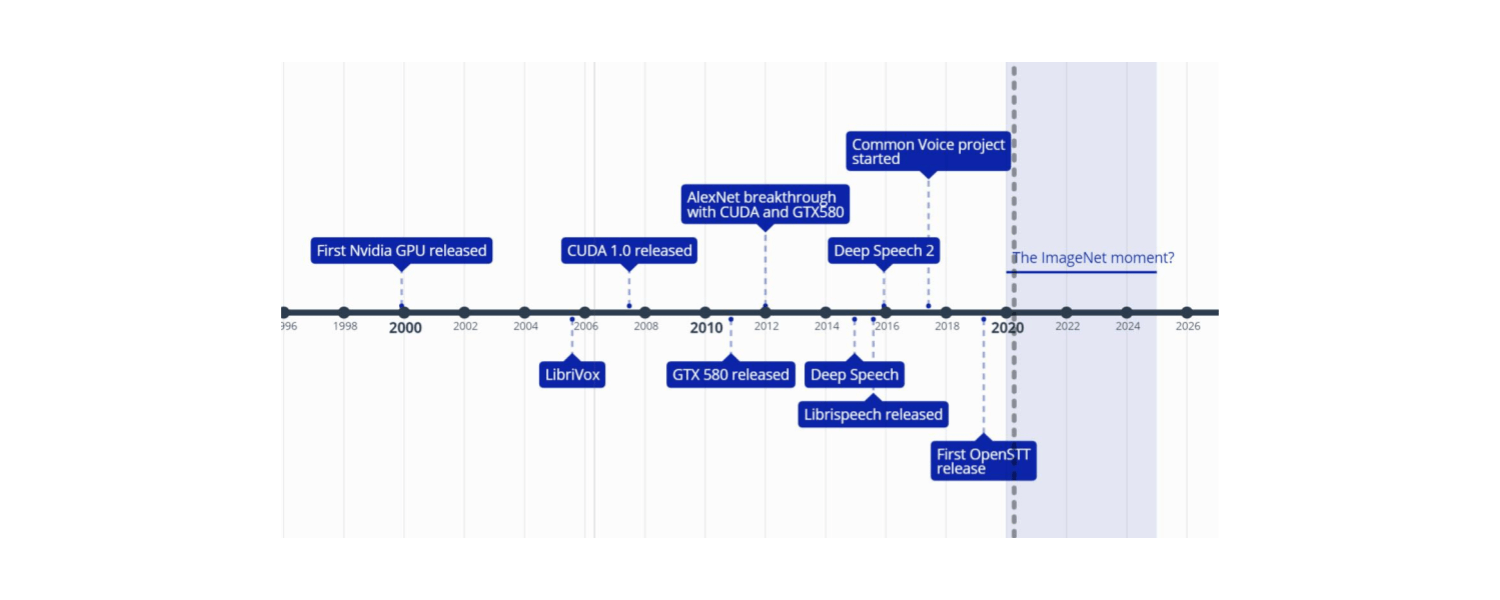 Common Voice project
started
AlexNet breakthrough
with CUDA and GTX580
First Nvidia GPU released
CUDA 1.0 released
Deep Speech 2
The ImageNet moment?
996
1998
2000
2002
2004
2006
2008
2010
2012
2014
2016
2018
2020
2022
2024
2026
LibriVox
GTX 580 released
Deep Speech
Librispeech released
First OpenSTT
release